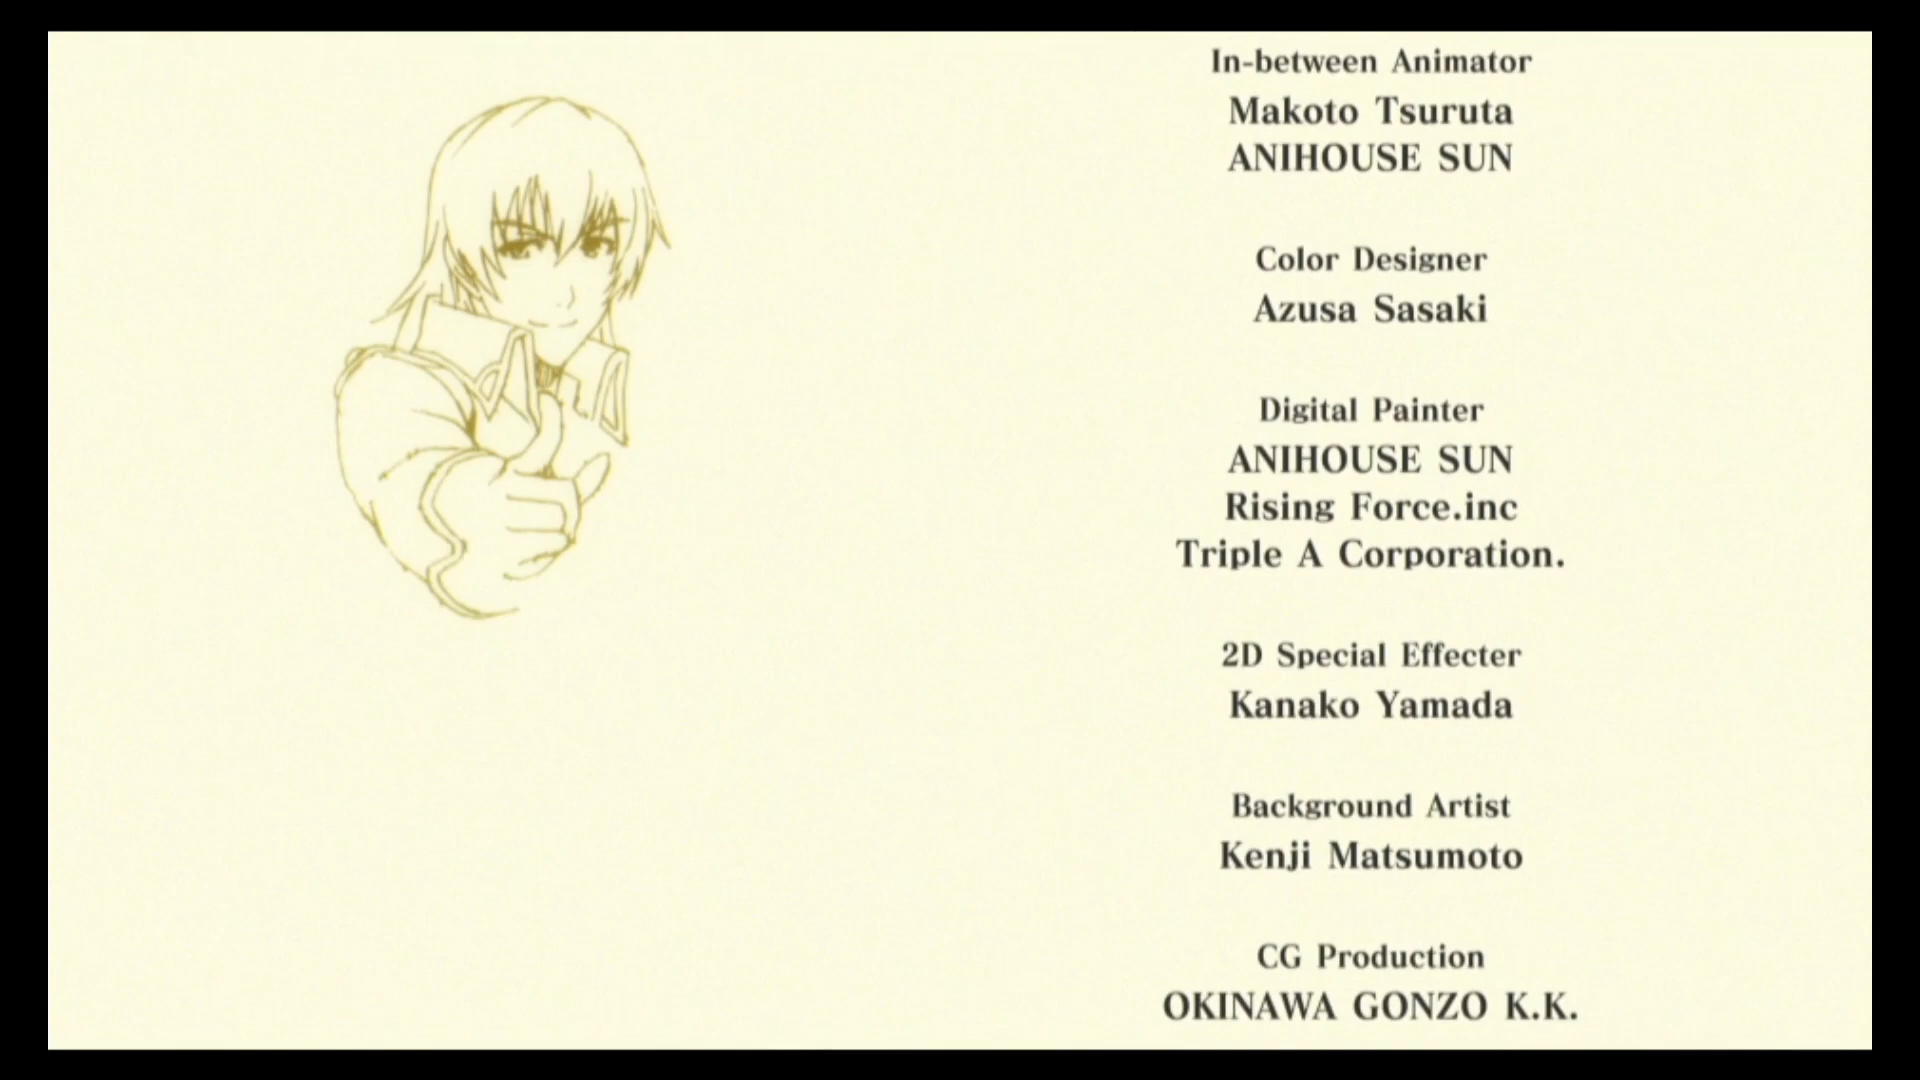 In-between Animator
Makoto Tsuruta
ANIHOUSE SUN
Color Designer
Azusa Sasaki
Digital Painter
ANIHOUSE SUN
Rising Force.inc
Triple A Corporation.
2D Special Effecter
Kanako Yamada
Background Artist
Kenji Matsumoto
CG Production
OKINAWA GONZO K.K.